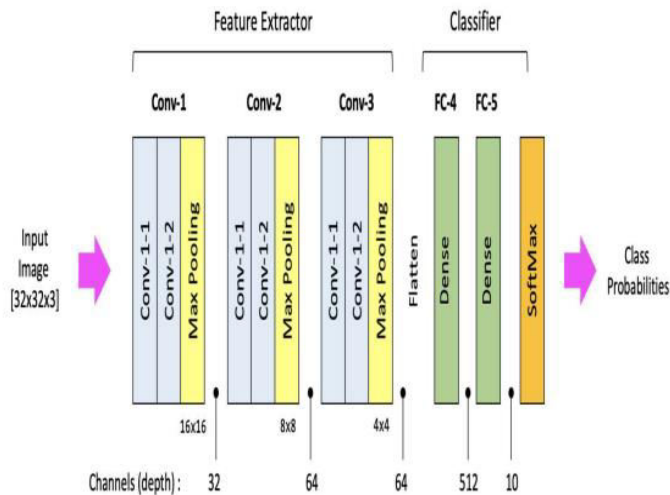 Feature Extractor
Classifier
Conv-1
Conv-2
Conv-3
FC-4
FC-5
Input
Image
[32x32x3]
Conv-1-1
Conv-1-2
Max Pooling
Conv-1-1
Conv-1-2
Max Pooling
Conv-1-1
Conv-1-2
Max Pooling
Flatten
Dense
Dense
SoftMax
Class
Probabilities
16x16
8x8
4x4
Channels (depth) :
32
64
64
512
10